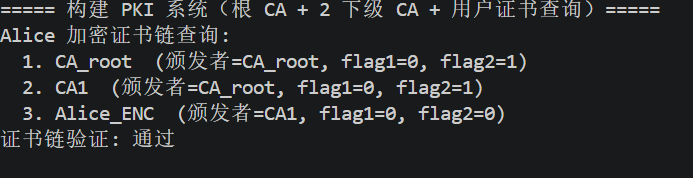 ===== 构建 PKI 系统（根 CA + 2 下级 CA + 用户证书查询）=====
Alice 加密证书链查询:
  1. CA_root  (颁发者=CA_root, flag1=0, flag2=1)
  2. CA1  (颁发者=CA_root, flag1=0, flag2=1)
  3. Alice_ENC  (颁发者=CA1, flag1=0, flag2=0)
证书链验证: 通过